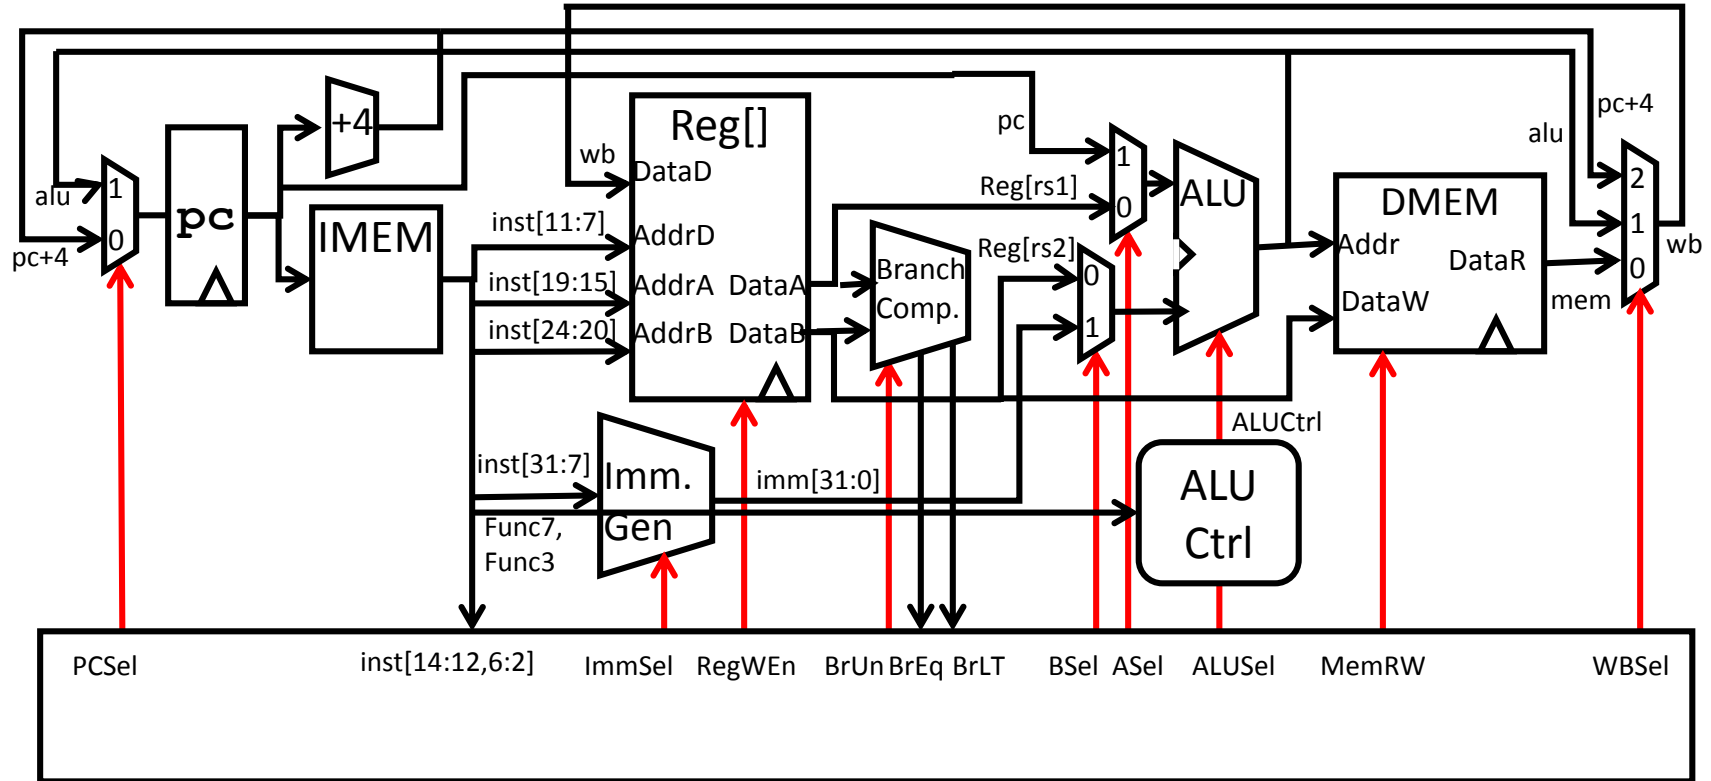 pc+4
alu
pc
wb
+4
Reg[]
DataD
AddrD
AddrA
AddrB
DataA
DataB
alu
1
0
pc+4
pc
IMEM
inst[11:7]
inst[19:15]
inst[24:20]
Branch
Comp.
Reg[rs1]
Reg[rs2]
1
0
0
1
ALU
DMEM
Addr
DataR
DataW
mem
2
1
0
wb
inst[31:7]
Func7,
Func3
Imm.
Gen
imm[31:0]
ALUCtrl
ALU
Ctrl
PCSel
inst[14:12,6:2]
ImmSel
RegWEn
BrUn
BrEq
BrLT
BSel
ASel
ALUSel
MemRW
WBSel